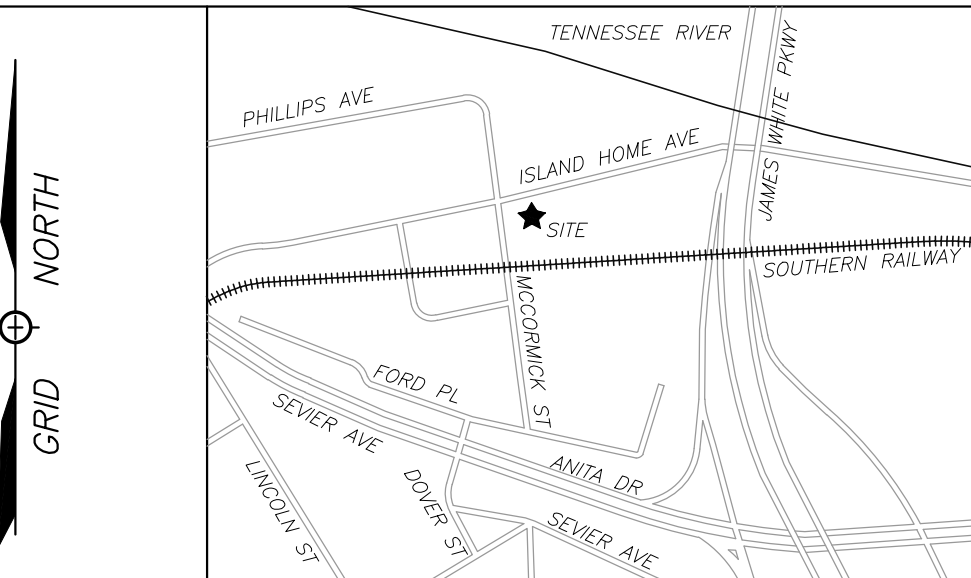 TENNESSEE RIVER
JAMES WHITE PKWY
PHILLIPS AVE
ISLAND HOME AVE
SITE
SOUTHERN RAILWAY
GRID NORTH
MCCORMICK ST
FORD PL
SEVIER AVE
ANITA DR
LINCOLN ST
DOVER ST
SEVIER AVE